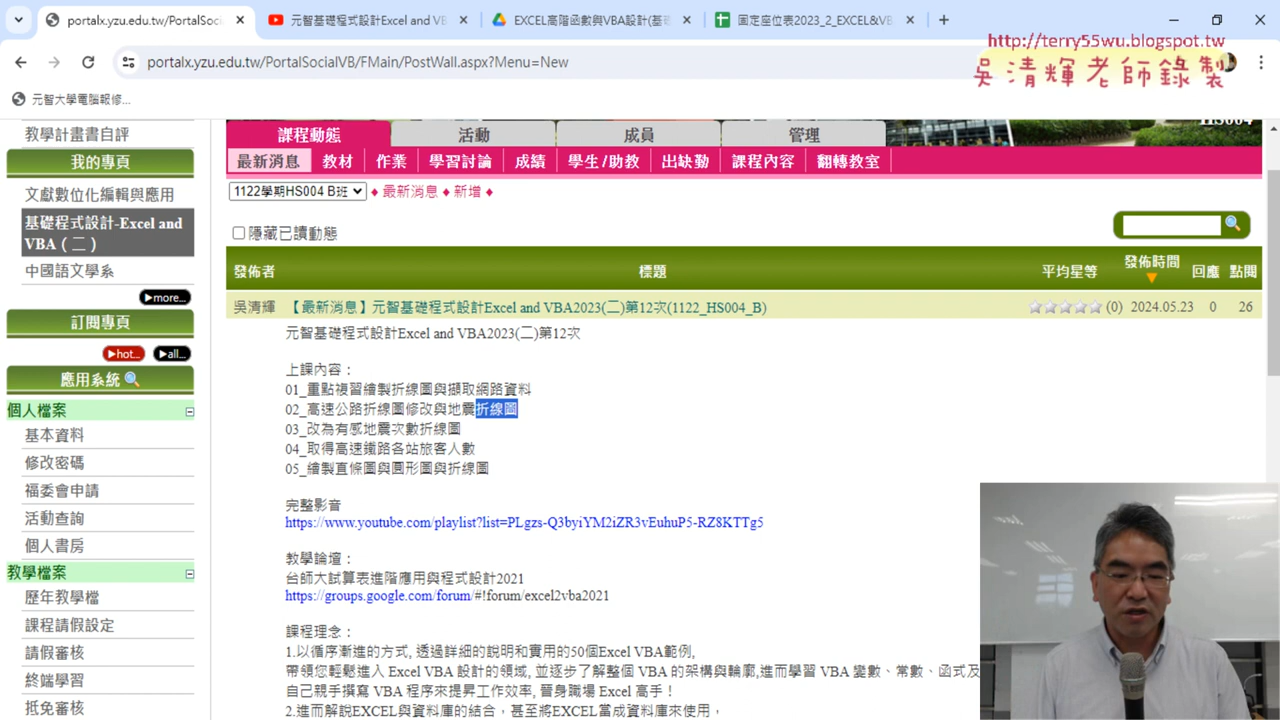 portalx.yzu.edu.tw/PortalSoci
元智基礎程式設計Excel and VB
EXCEL高階函數與VBA設計(基礎
固定座位表2023_2_EXCEL&VB
http://terry55wu.blogspot.tw
portalx.yzu.edu.tw/PortalSocialVB/FMain/PostWall.aspx?Menu=New
吳清輝老師錄製
元智大學電腦報修...
教學計畫書自評
我的專頁
文獻數位化編輯與應用
基礎程式設計-Excel and
VBA（二）
中國語文學系
▶more...
訂閱專頁
▶hot...
▶all...
應用系統
個人檔案
基本資料
修改密碼
福委會申請
活動查詢
個人書房
教學檔案
歷年教學檔
課程請假設定
請假審核
終端學習
抵免審核
課程動態 活動 成員 管理
HS004
最新消息 教材 作業 學習討論 成績 學生/助教 出缺勤 課程內容 翻轉教室
1122學期HS004 B班 ♦ 最新消息 ♦ 新增 ♦
隱藏已讀動態
發佈者 標題 平均星等 發佈時間 回應 點閱
吳清輝 【最新消息】元智基礎程式設計Excel and VBA2023(二)第12次(1122_HS004_B) (0) 2024.05.23 0 26
元智基礎程式設計Excel and VBA2023(二)第12次
上課內容：
01_重點複習繪製折線圖與擷取網路資料
02_高速公路折線圖修改與地震折線圖
03_改為有感地震次數折線圖
04_取得高速鐵路各站旅客人數
05_繪製直條圖與圓形圖與折線圖
完整影音
https://www.youtube.com/playlist?list=PLgzs-Q3byiYM2iZR3vEuhuP5-RZ8KTTg5
教學論壇：
台師大試算表進階應用與程式設計2021
https://groups.google.com/forum/#!forum/excel2vba2021
課程理念：
1.以循序漸進的方式, 透過詳細的說明和實用的50個Excel VBA範例,
帶領您輕鬆進入 Excel VBA 設計的領域, 並逐步了解整個 VBA 的架構與輪廓,進而學習 VBA 變數、常數、函式及
自己親手撰寫 VBA 程序來提昇工作效率, 晉身職場 Excel 高手！
2.進而解說EXCEL與資料庫的結合，甚至將EXCEL當成資料庫來使用，